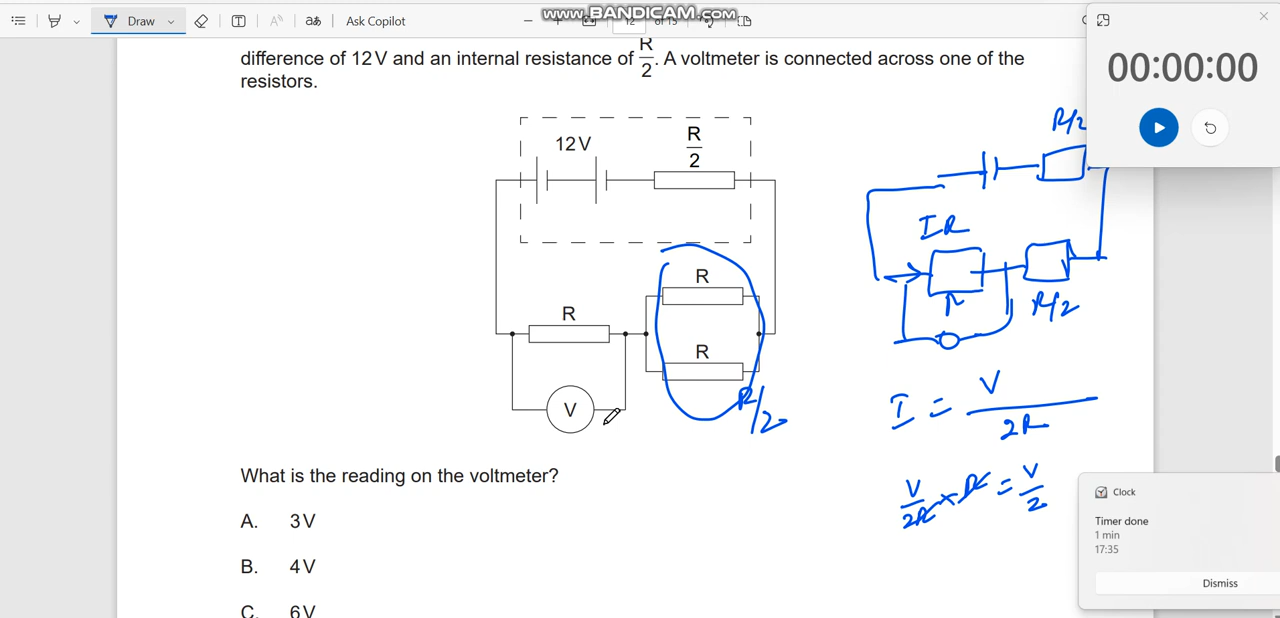 www.BANDICAM.com
Draw
Ask Copilot
00:00:00
difference of 12 V and an internal resistance of R/2. A voltmeter is connected across one of the
resistors.
12 V
R
2
R
R
R
V
R/2
R/2
IR
R
R/2
I = V
2R
V/2R × R = V/2
What is the reading on the voltmeter?
A. 3 V
B. 4 V
C. 6 V
Clock
Timer done
1 min
17:35
Dismiss